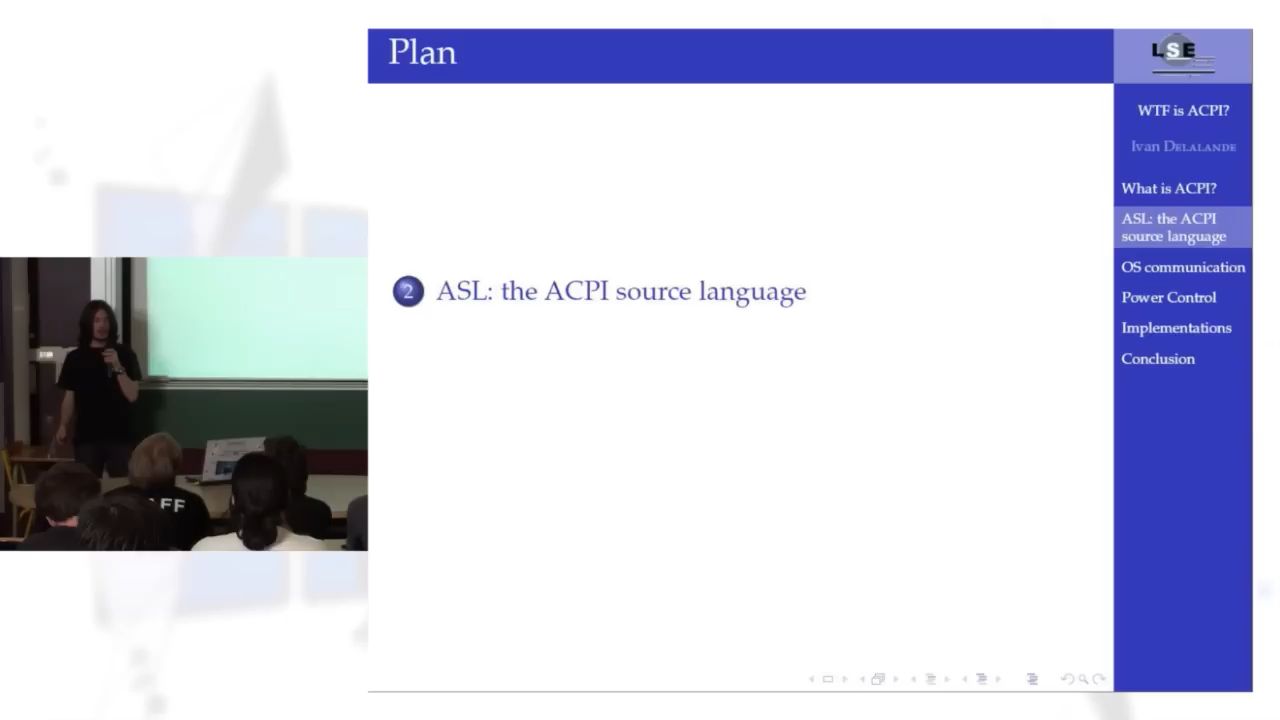 Plan
LSE
WTF is ACPI?
Ivan DELALANDE
What is ACPI?
ASL: the ACPI
source language
OS communication
Power Control
Implementations
Conclusion
2 ASL: the ACPI source language
AFF